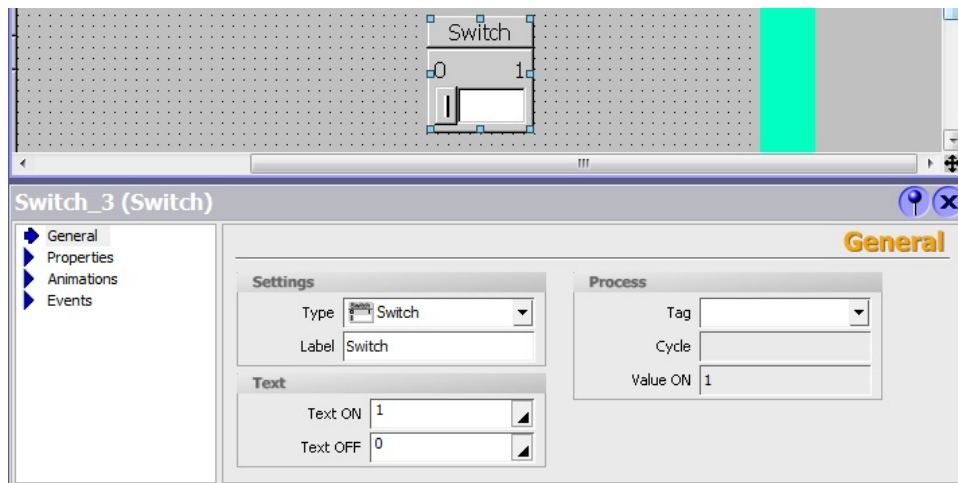 Switch
0 1
Switch_3 (Switch)
General
Properties
Animations
Events
General
Settings
Type Switch
Label Switch
Text
Text ON 1
Text OFF 0
Process
Tag
Cycle
Value ON 1